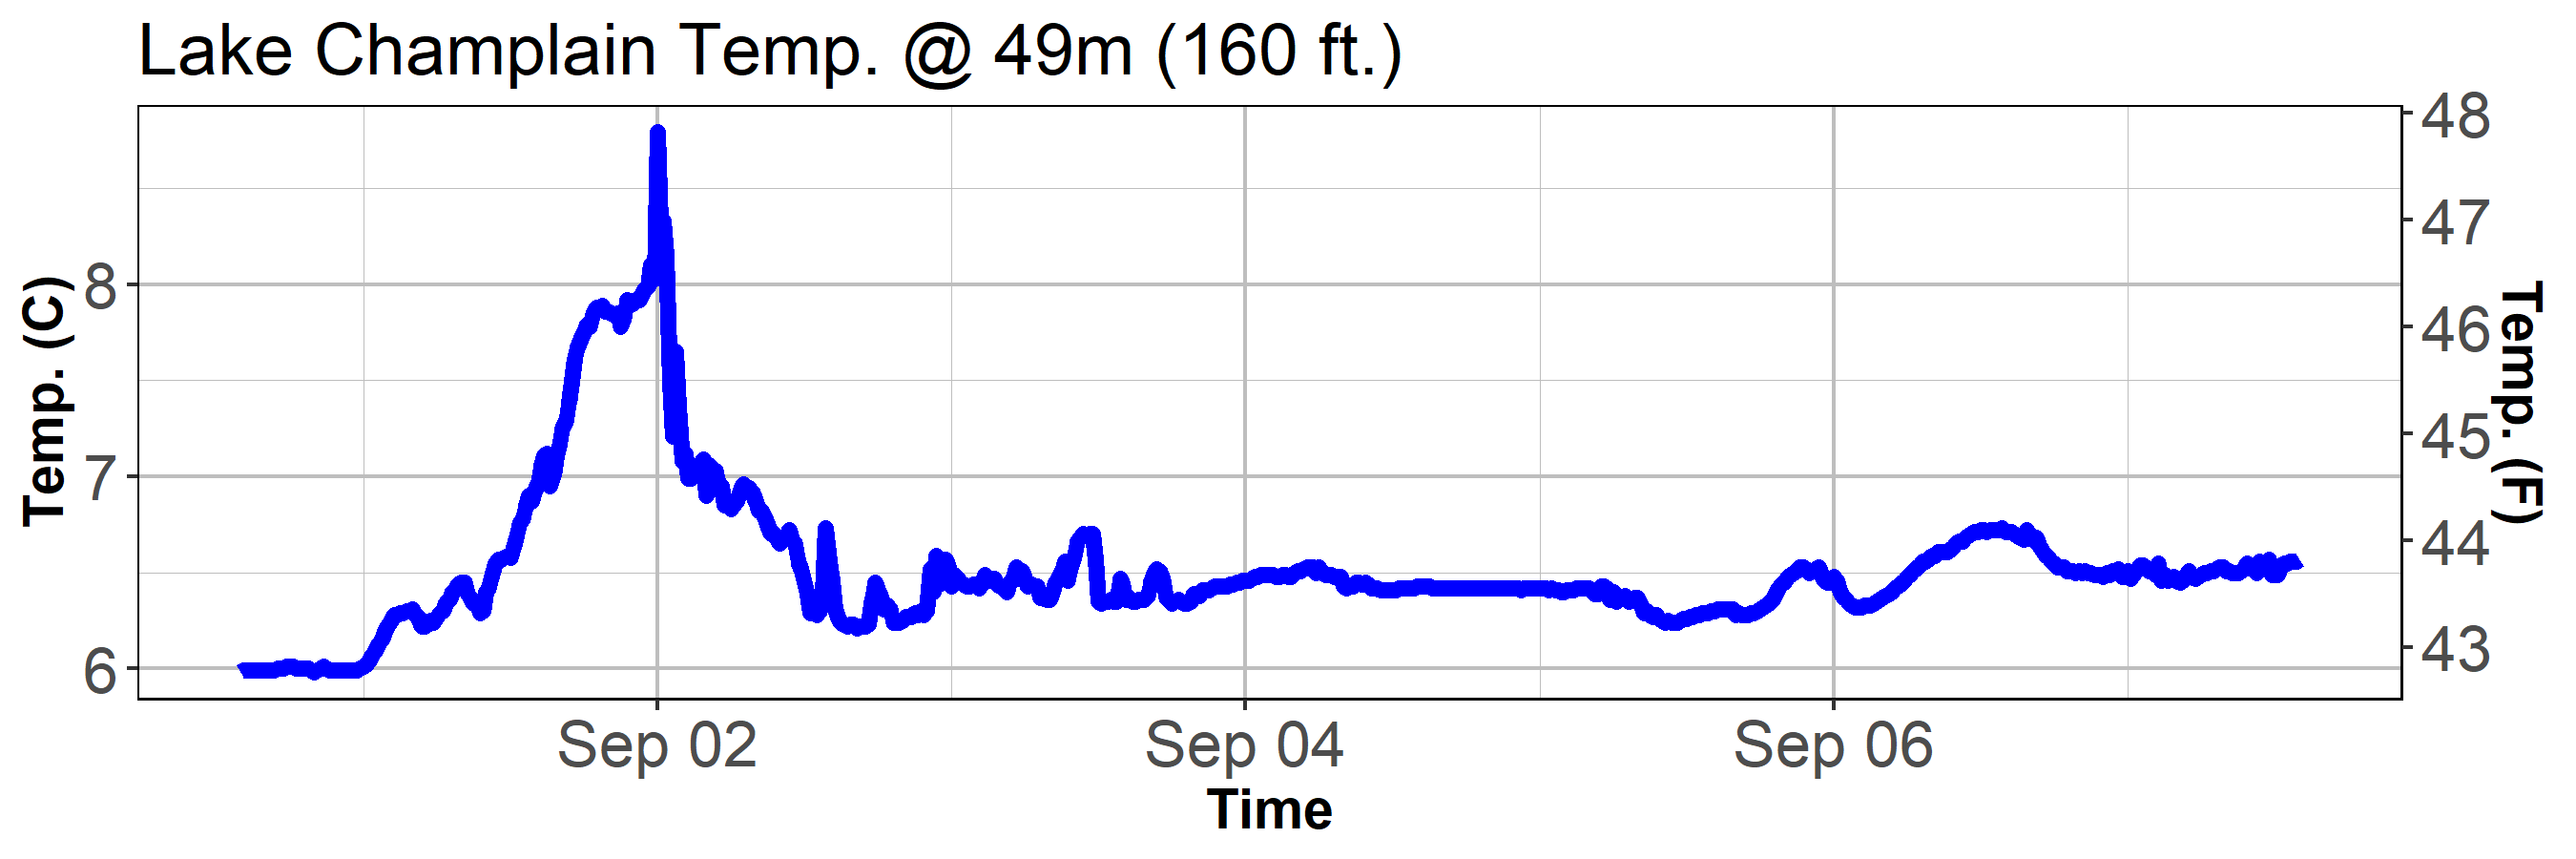 Lake Champlain Temp. @ 49m (160 ft.)
Temp. (C)
8
7
6
48
47
46
45
44
43
Temp. (F)
Sep 02 Sep 04 Sep 06
Time